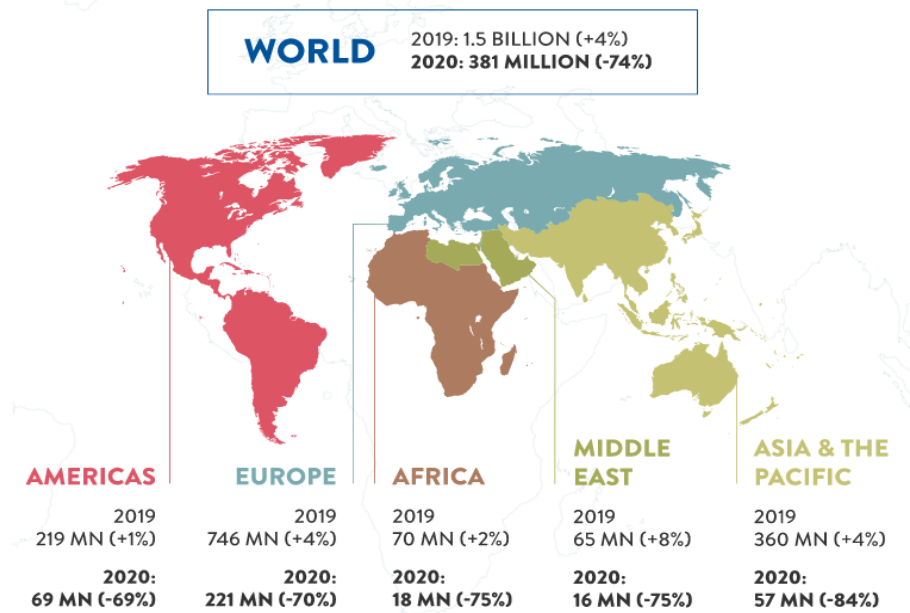 WORLD
2019: 1.5 BILLION (+4%)
2020: 381 MILLION (-74%)
AMERICAS
2019
219 MN (+1%)
2020:
69 MN (-69%)
EUROPE
2019
746 MN (+4%)
2020:
221 MN (-70%)
AFRICA
2019
70 MN (+2%)
2020:
18 MN (-75%)
MIDDLE
EAST
2019
65 MN (+8%)
2020:
16 MN (-75%)
ASIA & THE
PACIFIC
2019
360 MN (+4%)
2020:
57 MN (-84%)